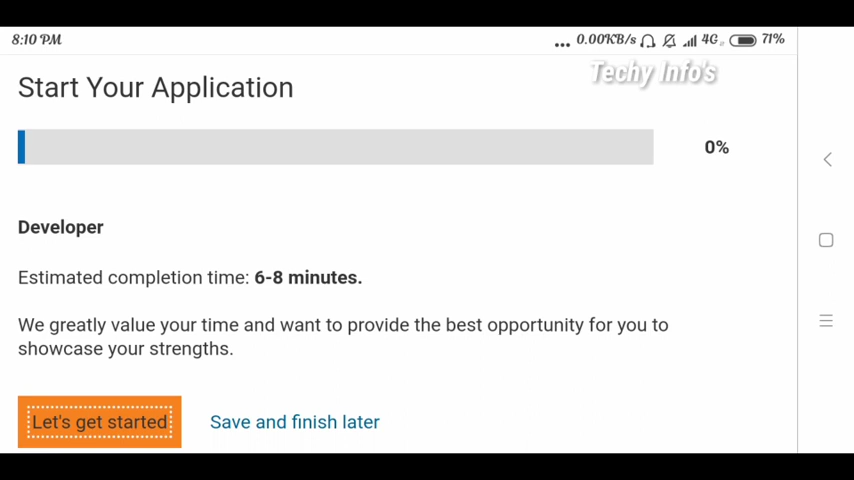 8:10 PM
... 0.00KB/s 4G 71%
Techy Info's
Start Your Application
0%
Developer
Estimated completion time: 6-8 minutes.
We greatly value your time and want to provide the best opportunity for you to
showcase your strengths.
Let's get started Save and finish later